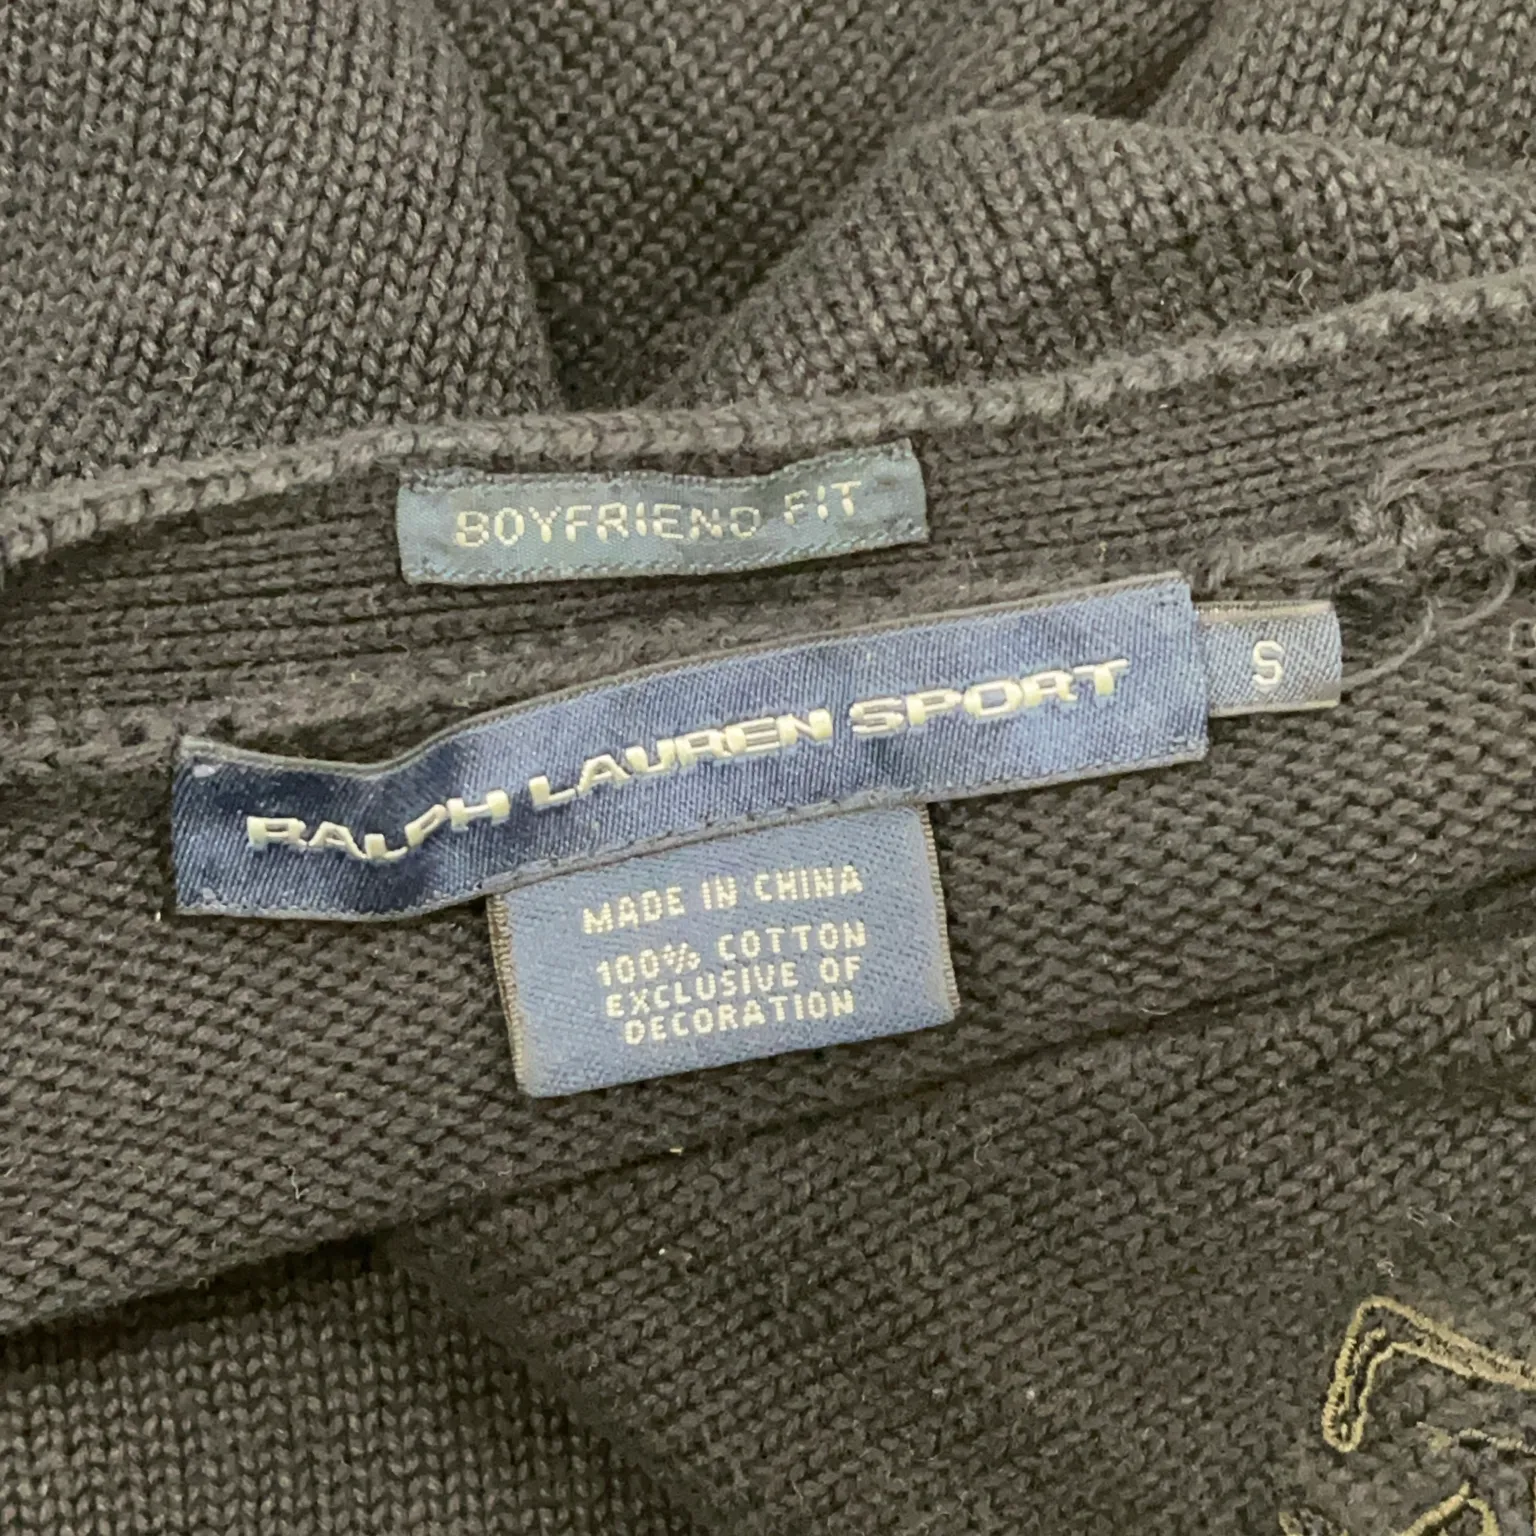 BOYFRIEND FIT
RALPH LAUREN SPORT
S
MADE IN CHINA
100% COTTON
EXCLUSIVE OF
DECORATION